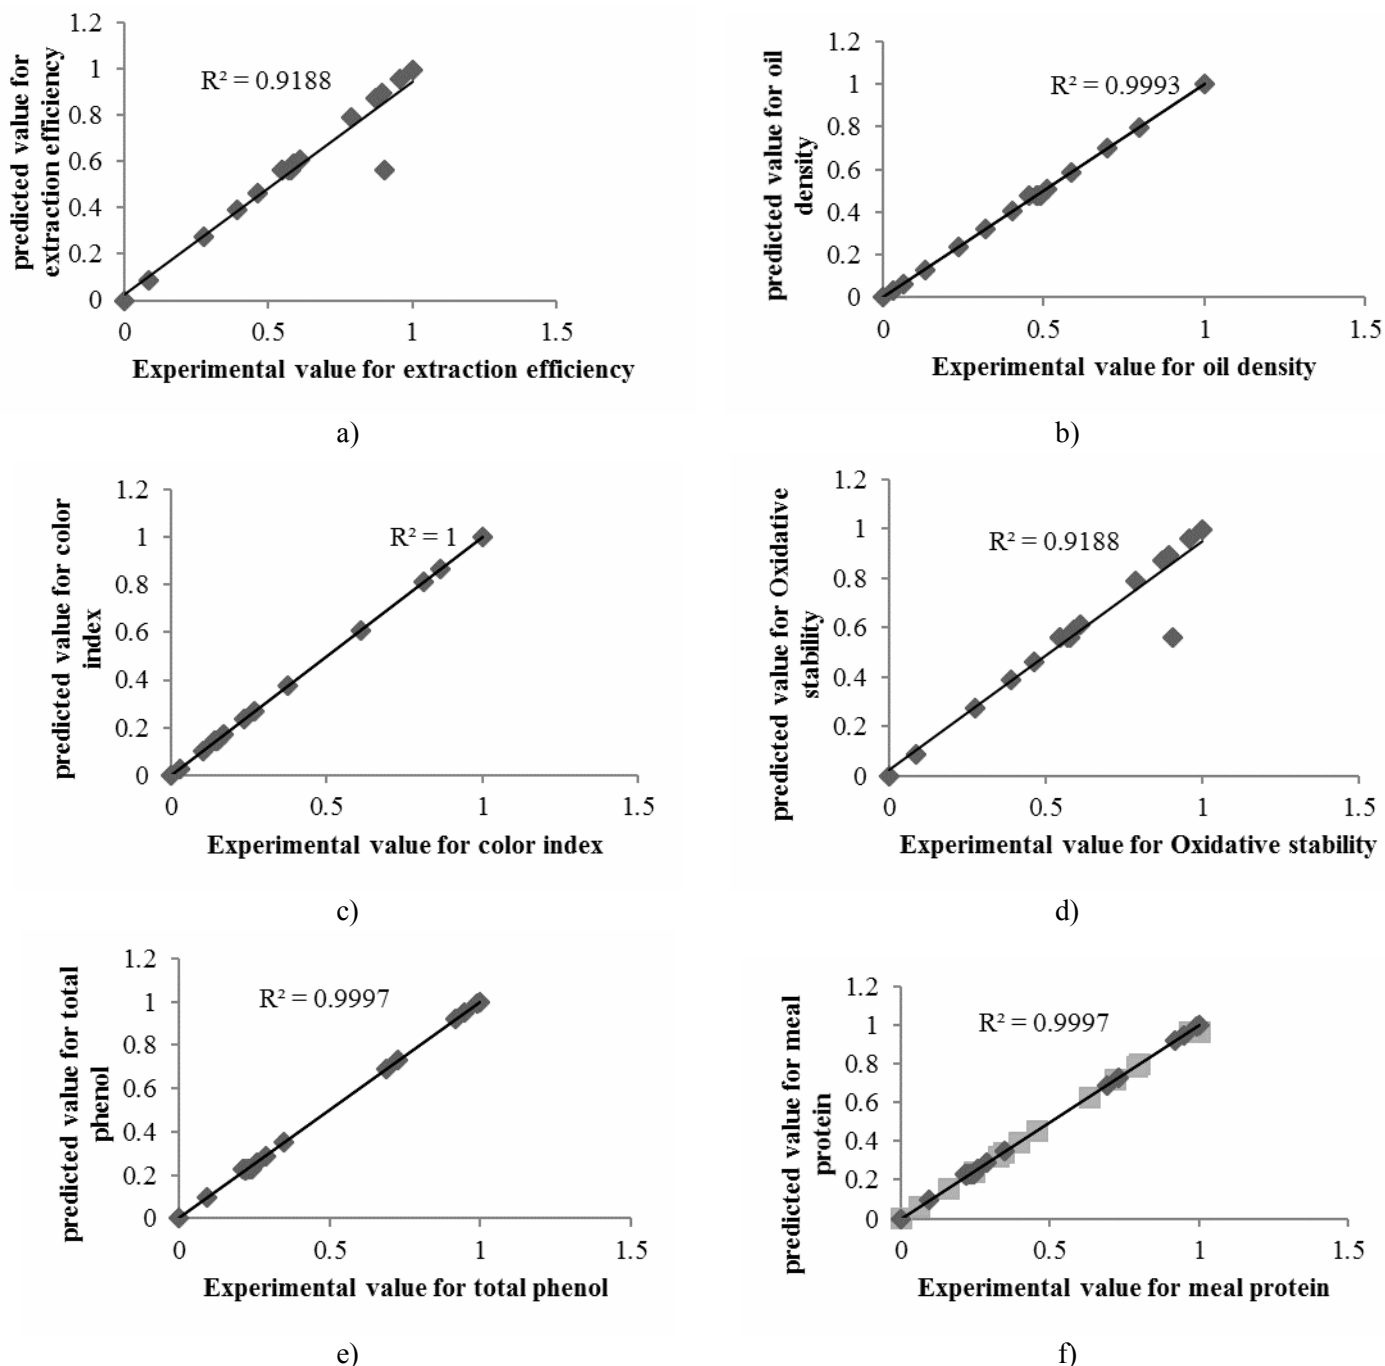 predicted value for
extraction efficiency
1.2
1
0.8
0.6
0.4
0.2
0
R² = 0.9188
0 0.5 1 1.5
Experimental value for extraction efficiency
a)
predicted value for oil
density
1.2
1
0.8
0.6
0.4
0.2
0
R² = 0.9993
0 0.5 1 1.5
Experimental value for oil density
b)
predicted value for color
index
1.2
1
0.8
0.6
0.4
0.2
0
R² = 1
0 0.5 1 1.5
Experimental value for color index
c)
predicted value for Oxidative
stability
1.2
1
0.8
0.6
0.4
0.2
0
R² = 0.9188
0 0.5 1 1.5
Experimental value for Oxidative stability
d)
predicted value for total
phenol
1.2
1
0.8
0.6
0.4
0.2
0
R² = 0.9997
0 0.5 1 1.5
Experimental value for total phenol
e)
predicted value for meal
protein
1.2
1
0.8
0.6
0.4
0.2
0
R² = 0.9997
0 0.5 1 1.5
Experimental value for meal protein
f)